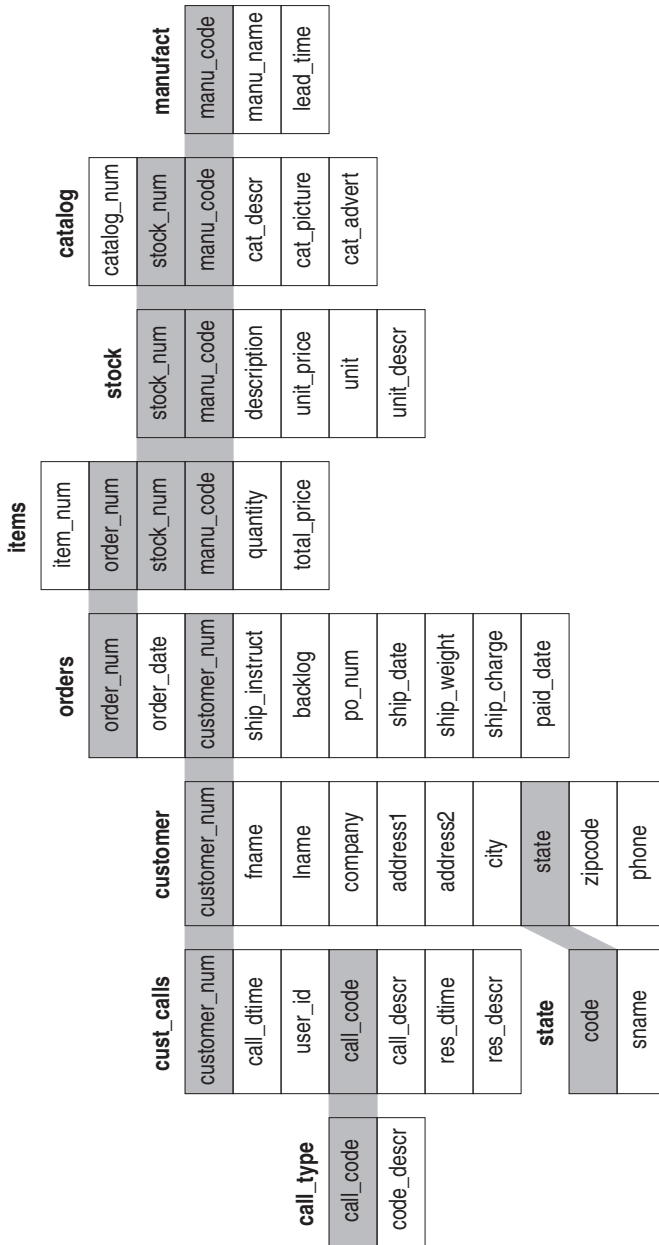 call_type
call_code
code_descr
cust_calls
customer_num
call_dtime
user_id
call_code
call_descr
res_dtime
res_descr
state
code
sname
customer
customer_num
fname
lname
company
address1
address2
city
state
zipcode
phone
orders
order_num
order_date
customer_num
ship_instruct
backlog
po_num
ship_date
ship_weight
ship_charge
paid_date
items
item_num
order_num
stock_num
manu_code
quantity
total_price
stock
stock_num
manu_code
description
unit_price
unit
unit_descr
catalog
catalog_num
stock_num
manu_code
cat_descr
cat_picture
cat_advert
manufact
manu_code
manu_name
lead_time